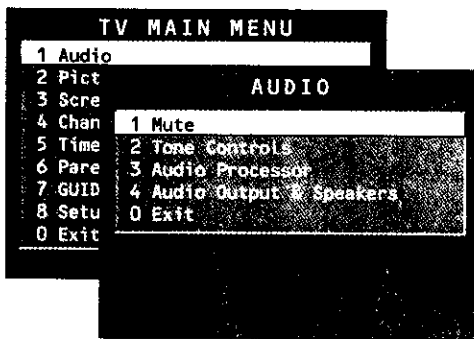 TV MAIN MENU
1 Audio
2 Pict
3 Scre
4 Chan
5 Time
6 Pare
7 GUID
8 Setu
0 Exit
AUDIO
1 Mute
2 Tone Controls
3 Audio Processor
4 Audio Output & Speakers
0 Exit